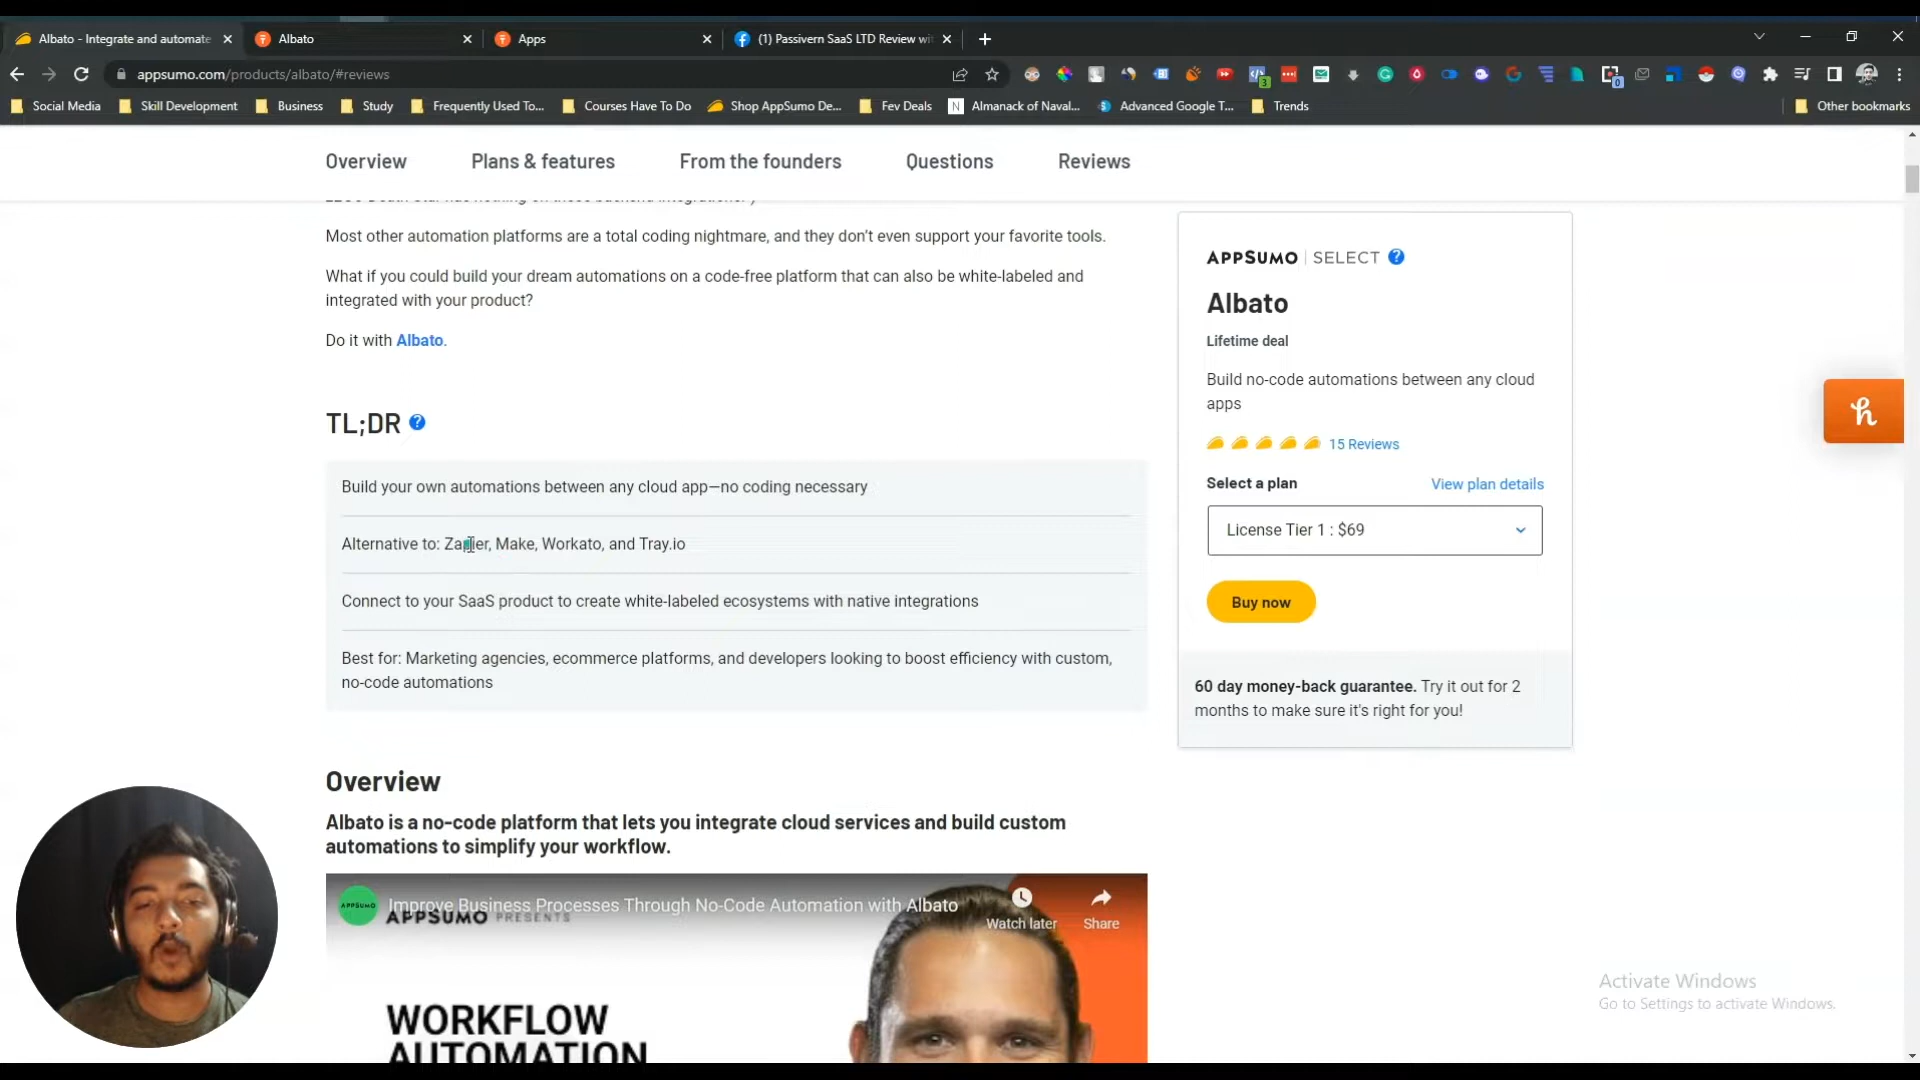 Albato - Integrate and automate
Albato
Apps
(1) Passivern SaaS LTD Review wit
appsumo.com/products/albato/#reviews
Social Media
Skill Development
Business
Study
Frequently Used To...
Courses Have To Do
Shop AppSumo De...
Fev Deals
Almanack of Naval...
Advanced Google T...
Trends
Other bookmarks
Overview
Plans & features
From the founders
Questions
Reviews
Most other automation platforms are a total coding nightmare, and they don't even support your favorite tools.
What if you could build your dream automations on a code-free platform that can also be white-labeled and
integrated with your product?
Do it with Albato.
TL;DR ?
Build your own automations between any cloud app—no coding necessary
Alternative to: Zapier, Make, Workato, and Tray.io
Connect to your SaaS product to create white-labeled ecosystems with native integrations
Best for: Marketing agencies, ecommerce platforms, and developers looking to boost efficiency with custom,
no-code automations
Overview
Albato is a no-code platform that lets you integrate cloud services and build custom
automations to simplify your workflow.
APPSUMO
Improve Business Processes Through No-Code Automation with Albato
APPSUMO PRESENTS
Watch later
Share
WORKFLOW
AUTOMATION
APPSUMO | SELECT ?
Albato
Lifetime deal
Build no-code automations between any cloud
apps
15 Reviews
Select a plan
View plan details
License Tier 1 : $69
Buy now
60 day money-back guarantee. Try it out for 2
months to make sure it's right for you!
Activate Windows
Go to Settings to activate Windows.